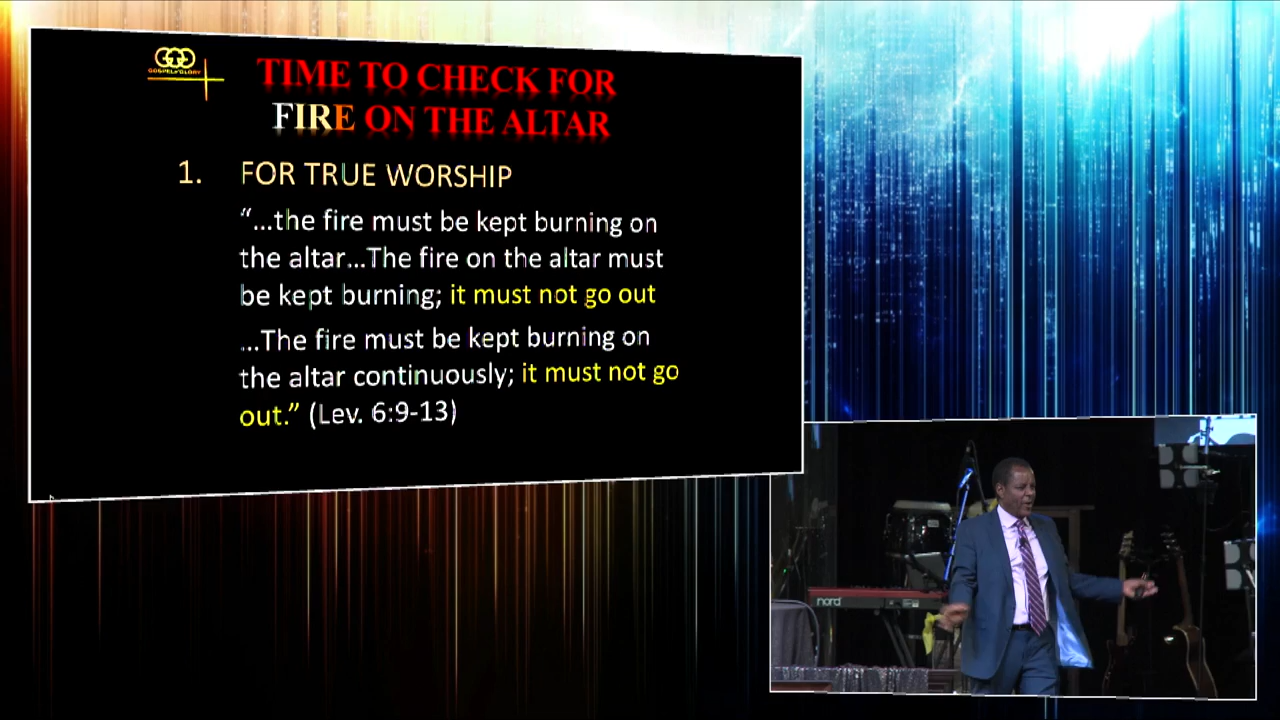 GOSPEL GLORY
TIME TO CHECK FOR
FIRE ON THE ALTAR
1. FOR TRUE WORSHIP
“...the fire must be kept burning on
the altar...The fire on the altar must
be kept burning; it must not go out
...The fire must be kept burning on
the altar continuously; it must not go
out.” (Lev. 6:9-13)
nord